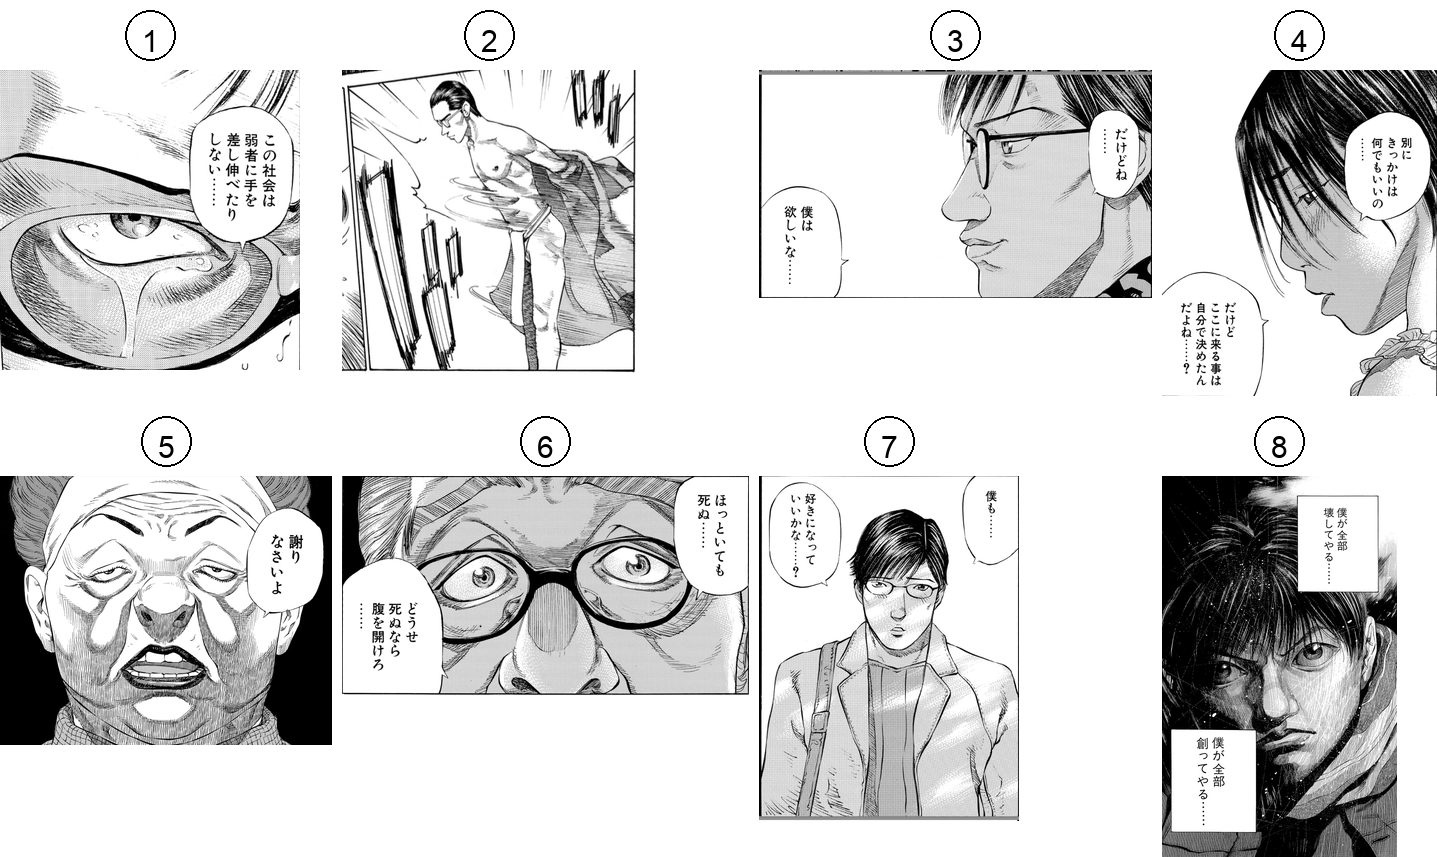 1
この社会は
弱者に手を
差し伸べたり
しない……
2
3
だけどね
……
僕は
欲しいな……
4
別に
きっかけは
何でもいいの
……
だけど
ここに来る事は
自分で決めたん
だよね……？
5
謝り
なさいよ
6
ほっといても
死ぬ……
どうせ
死ぬなら
腹を開けろ
……
7
僕も……
好きになって
いいかな……？
8
僕が全部
壊してやる……
僕が全部
創ってやる……